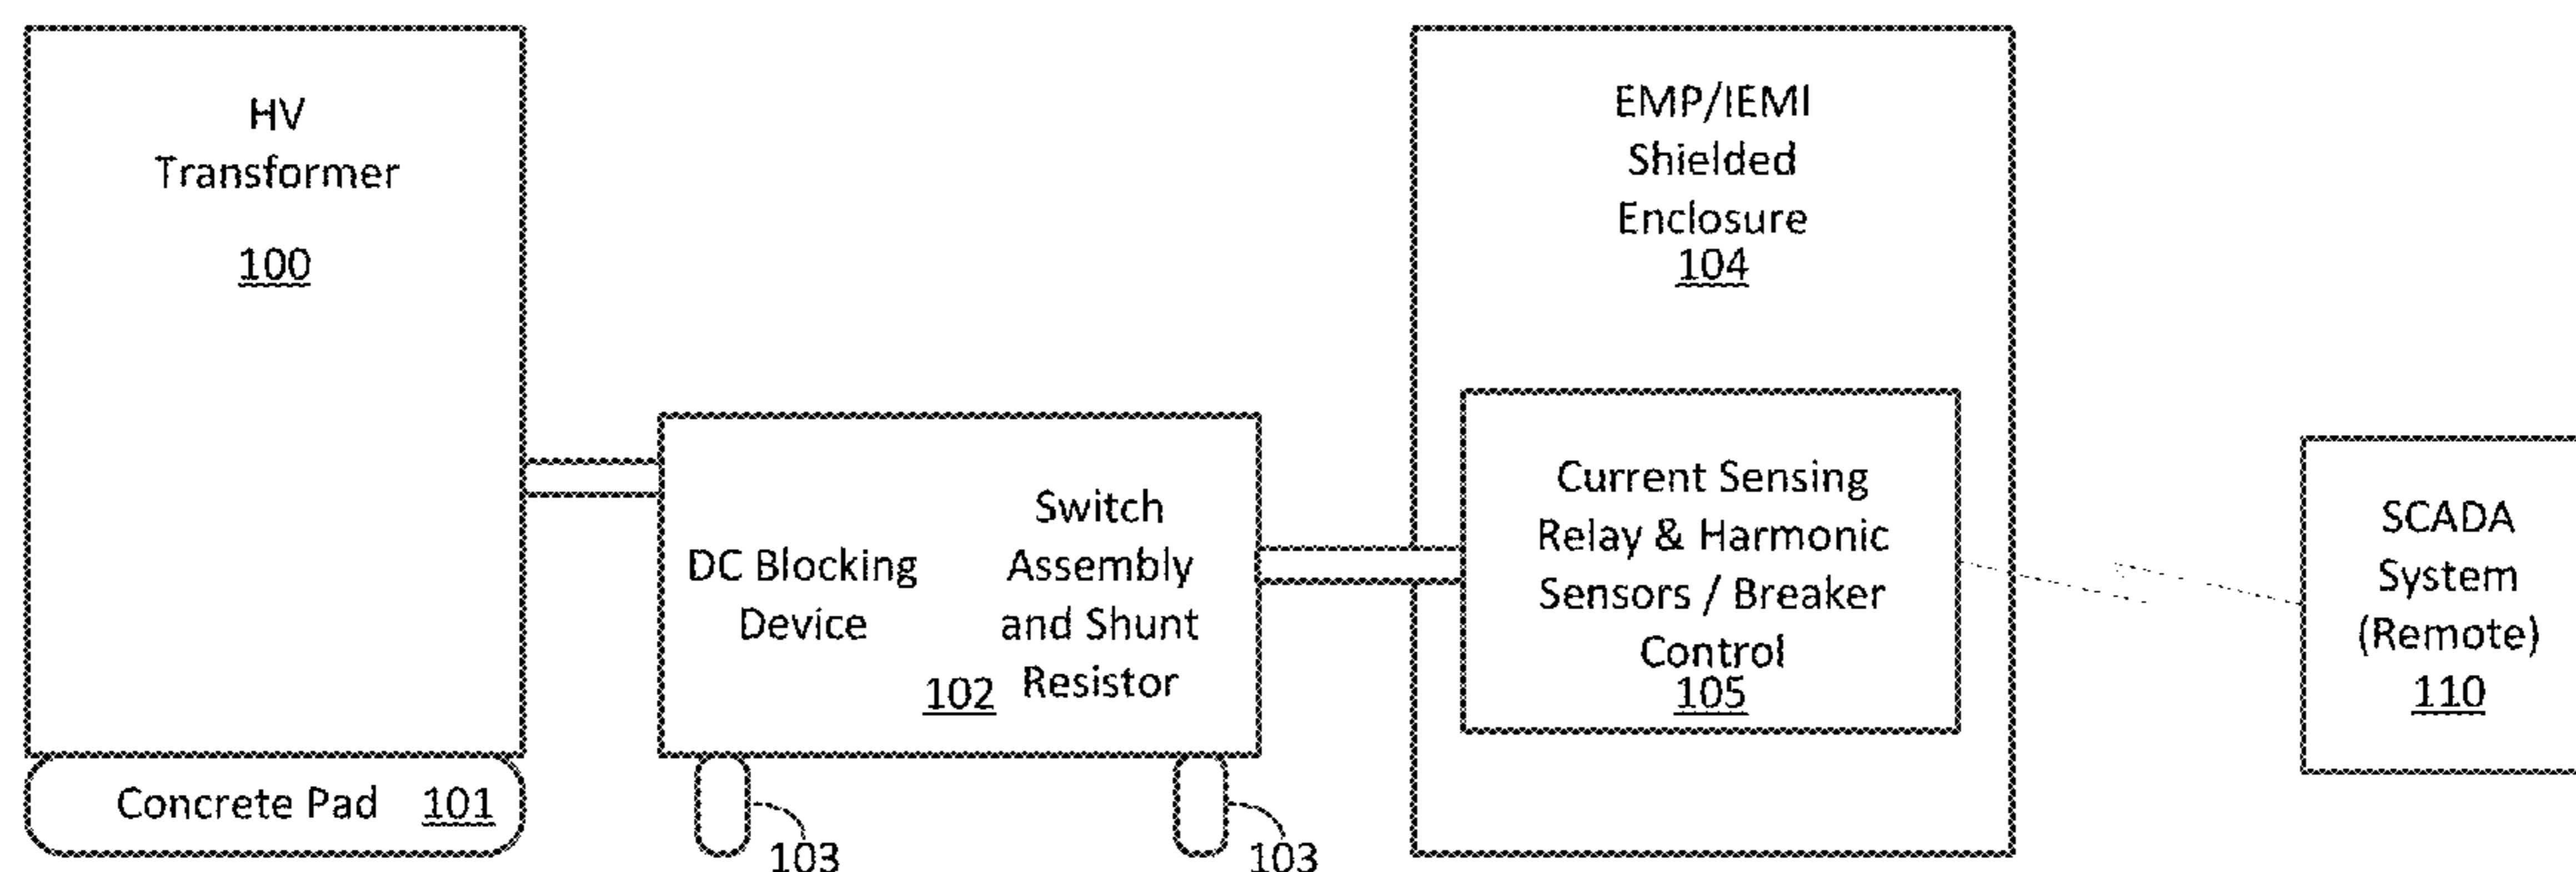 HV
Transformer
100
Concrete Pad 101
DC Blocking
Device
Switch
Assembly
and Shunt
Resistor
102
103
103
EMP/IEMI
Shielded
Enclosure
104
Current Sensing
Relay & Harmonic
Sensors / Breaker
Control
105
SCADA
System
(Remote)
110